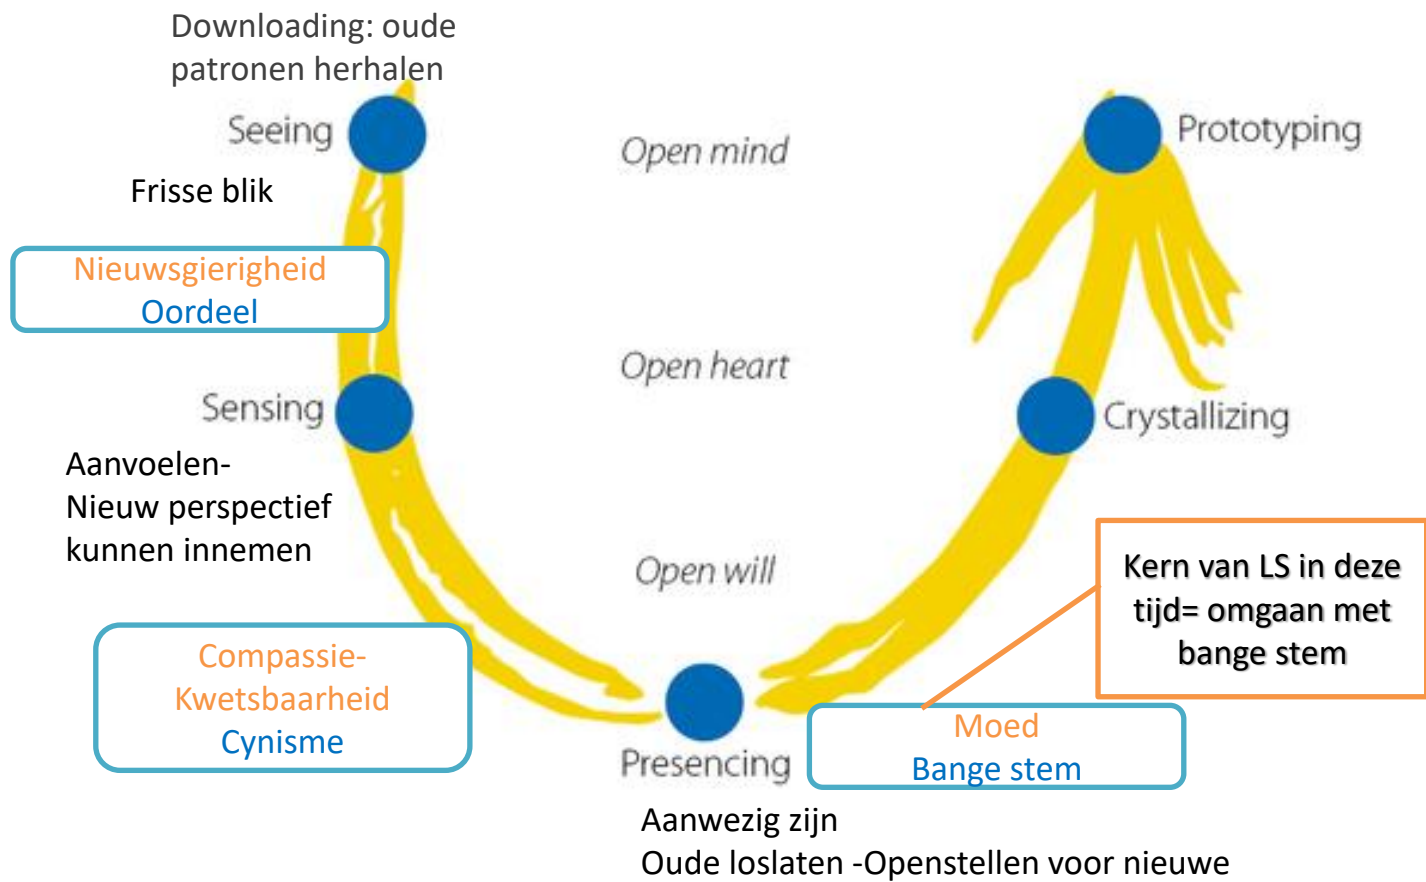 Downloading: oude
patronen herhalen
Seeing
Open mind
Prototyping
Frisse blik
Nieuwsgierigheid
Oordeel
Open heart
Sensing
Crystallizing
Aanvoelen-
Nieuw perspectief
kunnen innemen
Open will
Kern van LS in deze
tijd= omgaan met
bange stem
Compassie-
Kwetsbaarheid
Cynisme
Moed
Bange stem
Presencing
Aanwezig zijn
Oude loslaten -Openstellen voor nieuwe